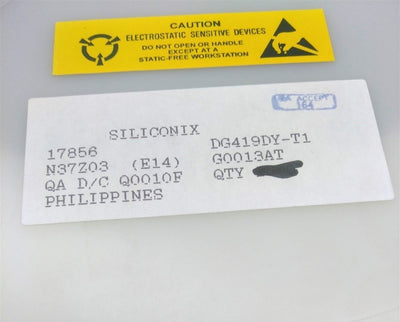 CAUTION
ELECTROSTATIC SENSITIVE DEVICES
DO NOT OPEN OR HANDLE
EXCEPT AT A
STATIC-FREE WORKSTATION
ACCEPT
164
SILICONIX
17856 DG419DY-T1
N37Z03 (E14) G0013AT
QA D/C Q0010F QTY
PHILIPPINES